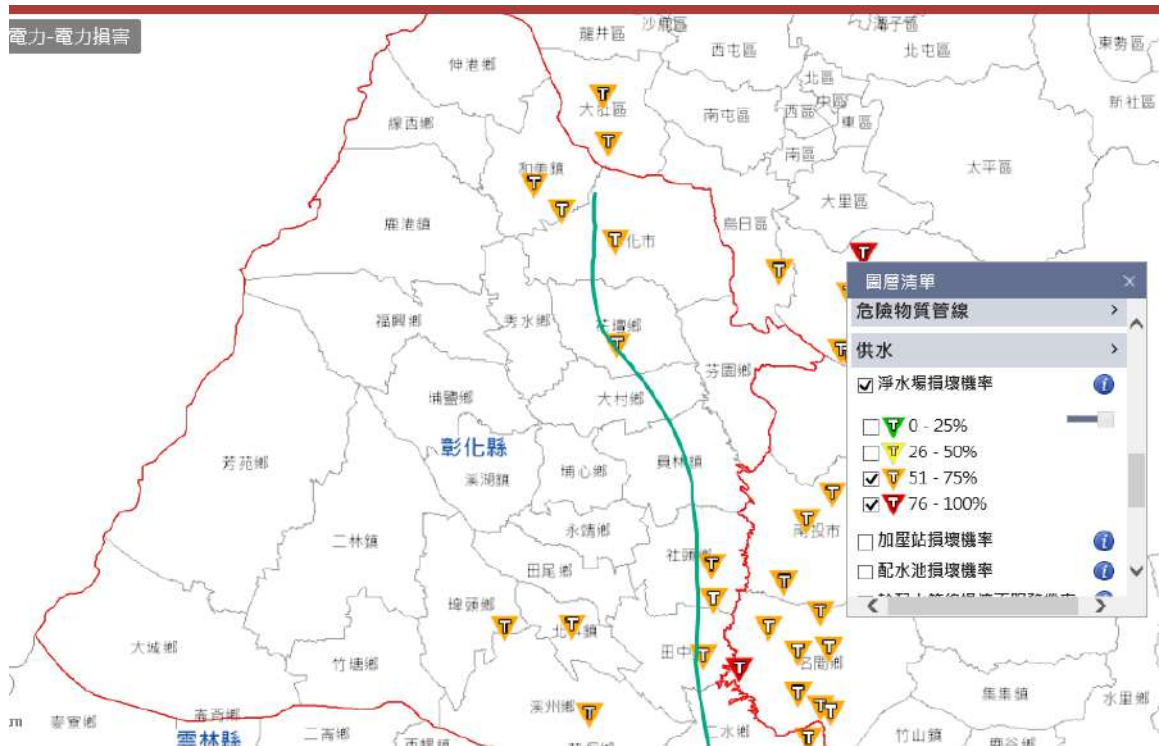 電力-電力損害
龍井區
沙鹿區
潭子區
西屯區
北屯區
東勢區
伸港鄉
北區
新社區
大肚區
南屯區
西區
中區
東區
線西鄉
南區
太平區
和美鎮
大里區
鹿港鎮
烏日區
化市
圖層清單
危險物質管線
供水
淨水場損壞機率
0 - 25%
26 - 50%
51 - 75%
76 - 100%
加壓站損壞機率
配水池損壞機率
福興鄉
秀水鄉
花壇鄉
芬園鄉
埔鹽鄉
大村鄉
彰化縣
芳苑鄉
溪湖鎮
埔心鄉
員林鎮
南投市
二林鎮
永靖鄉
社頭鄉
田尾鄉
埤頭鄉
北斗鎮
大城鄉
竹塘鄉
田中
名間鄉
集集鎮
水里鄉
麥寮鄉
崙背鄉
溪州鄉
二水鄉
雲林縣
二崙鄉
竹山鎮
鹿谷鄉